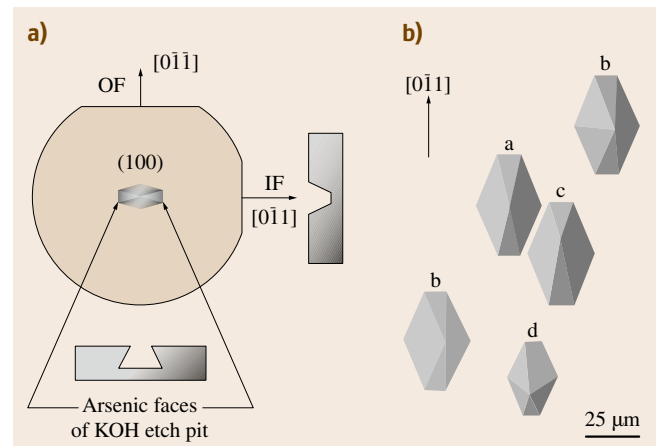 a)
[01̄1̄]
OF
(100)
IF
[01̄1]
Arsenic faces
of KOH etch pit
b)
[01̄1]
b
a
c
b
d
25 µm